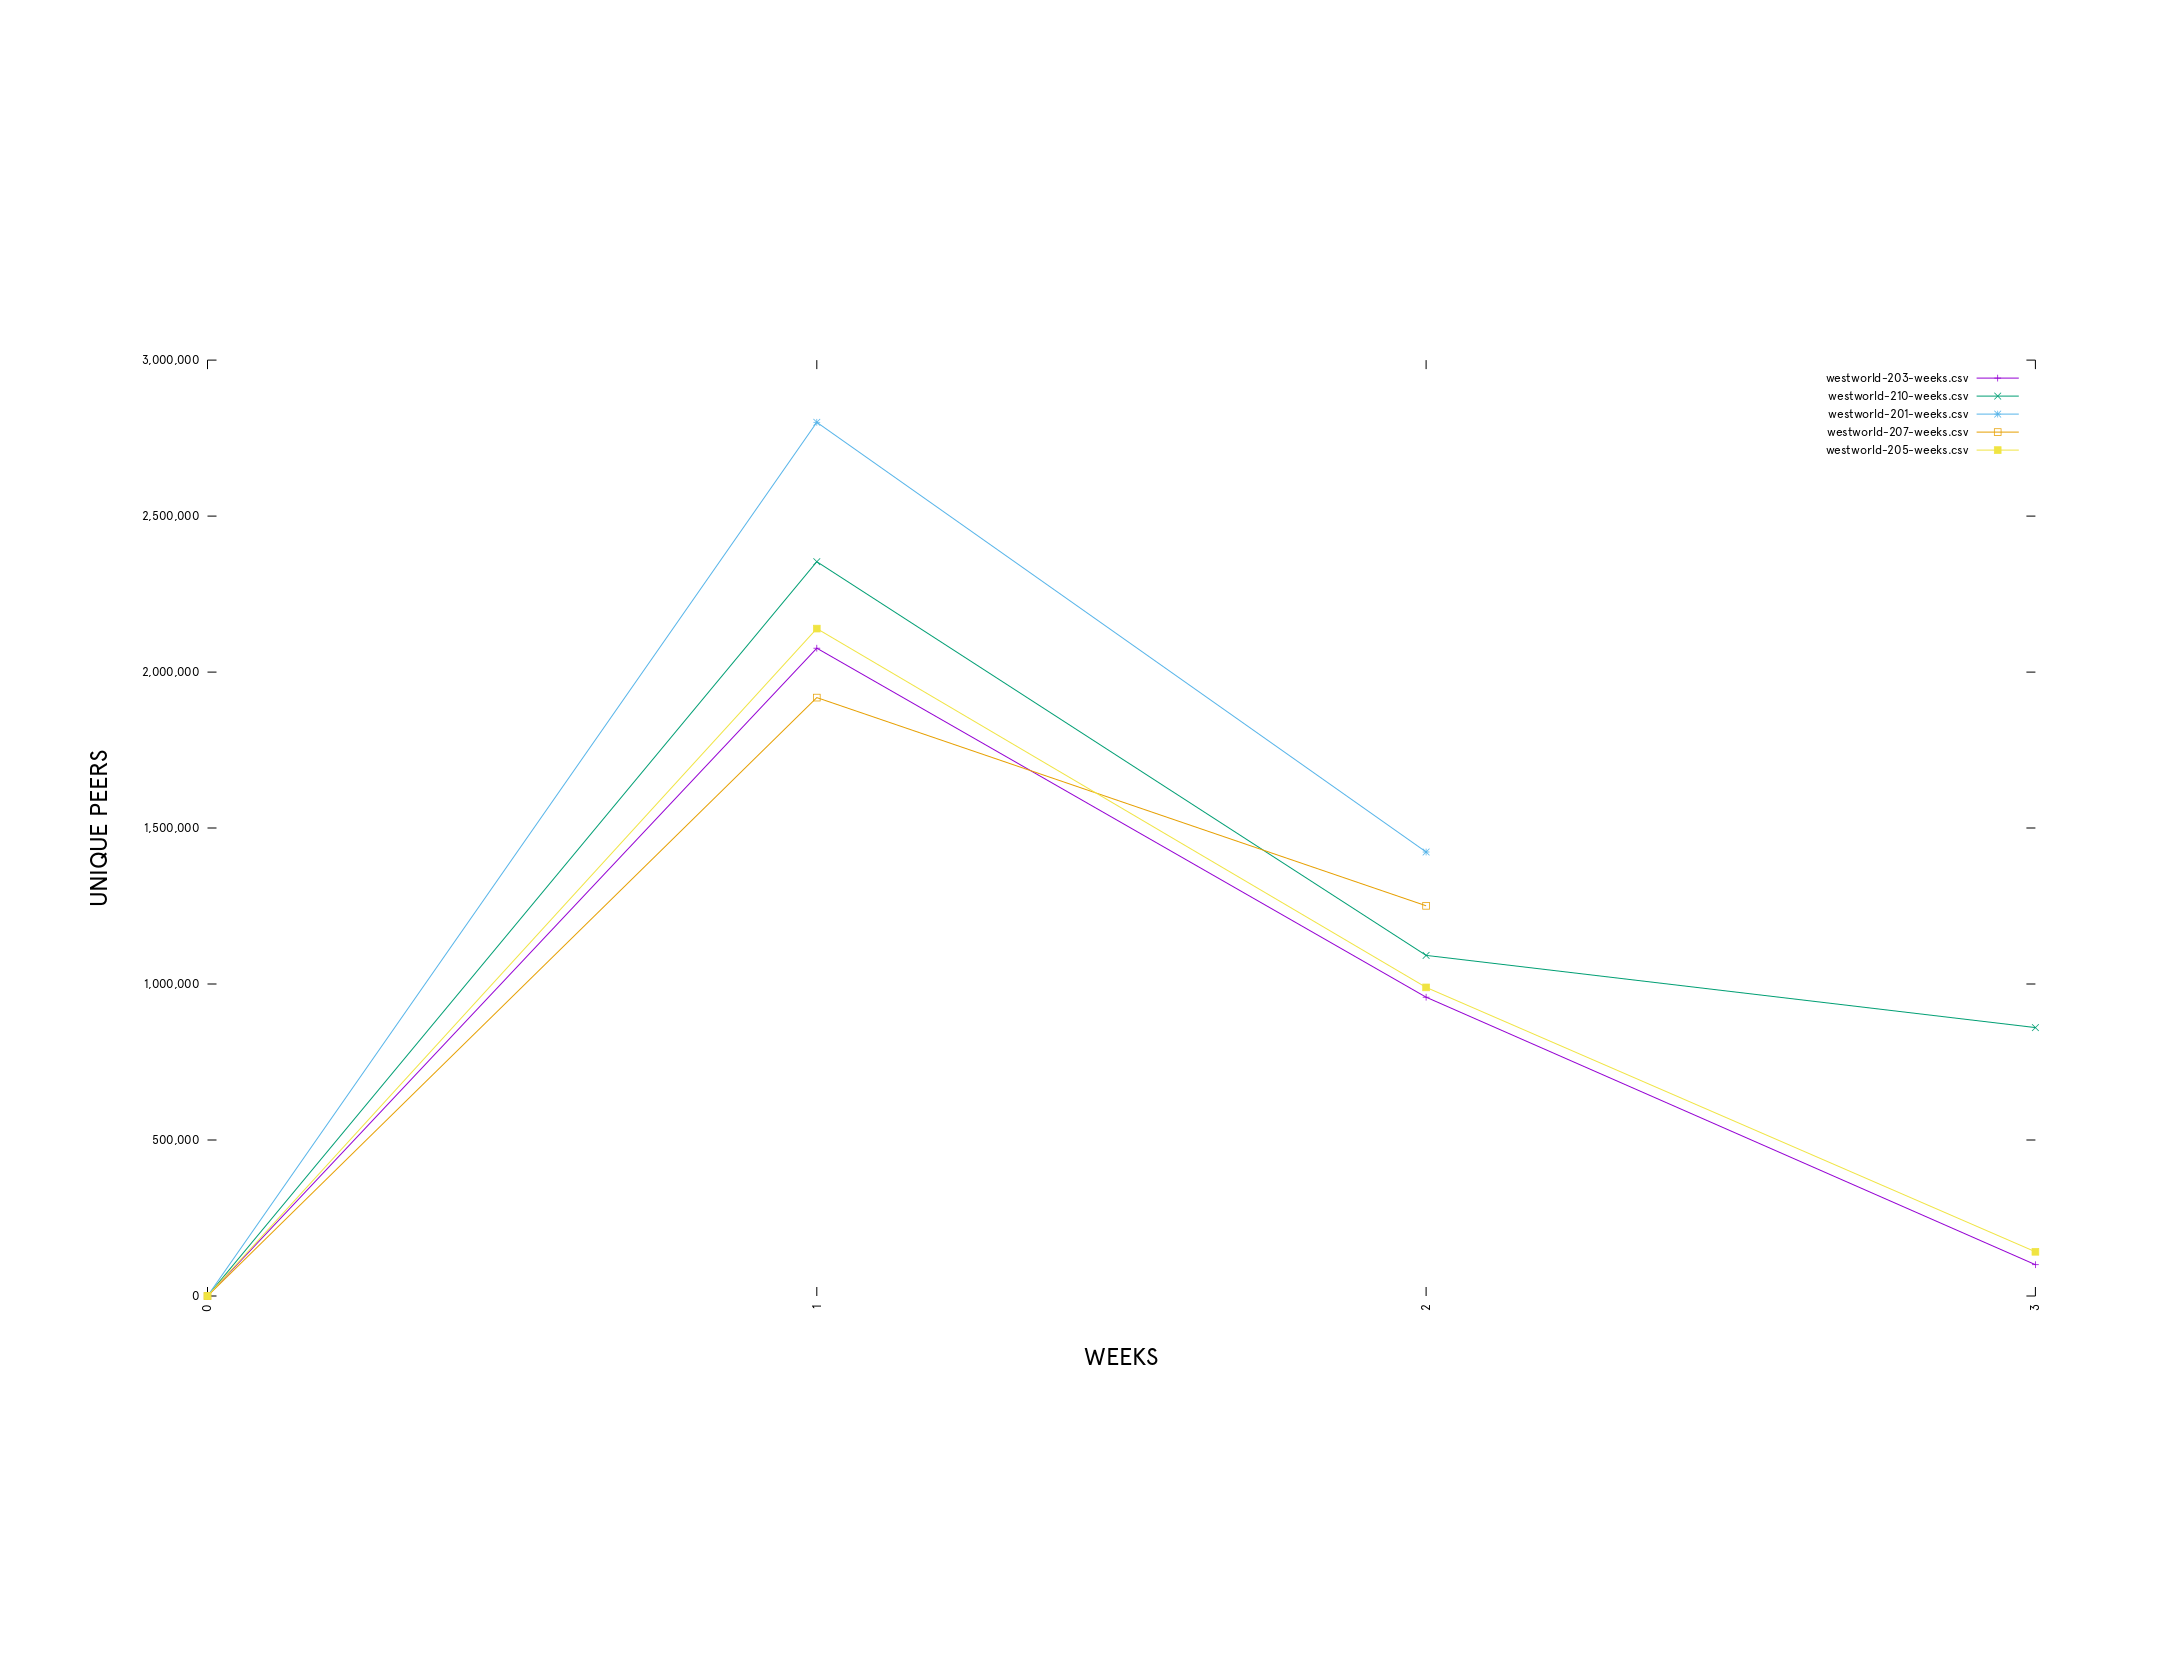 3,000,000
westworld-203-weeks.csv
westworld-210-weeks.csv
westworld-201-weeks.csv
westworld-207-weeks.csv
westworld-205-weeks.csv
2,500,000
2,000,000
1,500,000
1,000,000
500,000
0
UNIQUE PEERS
0 1 2 3
WEEKS